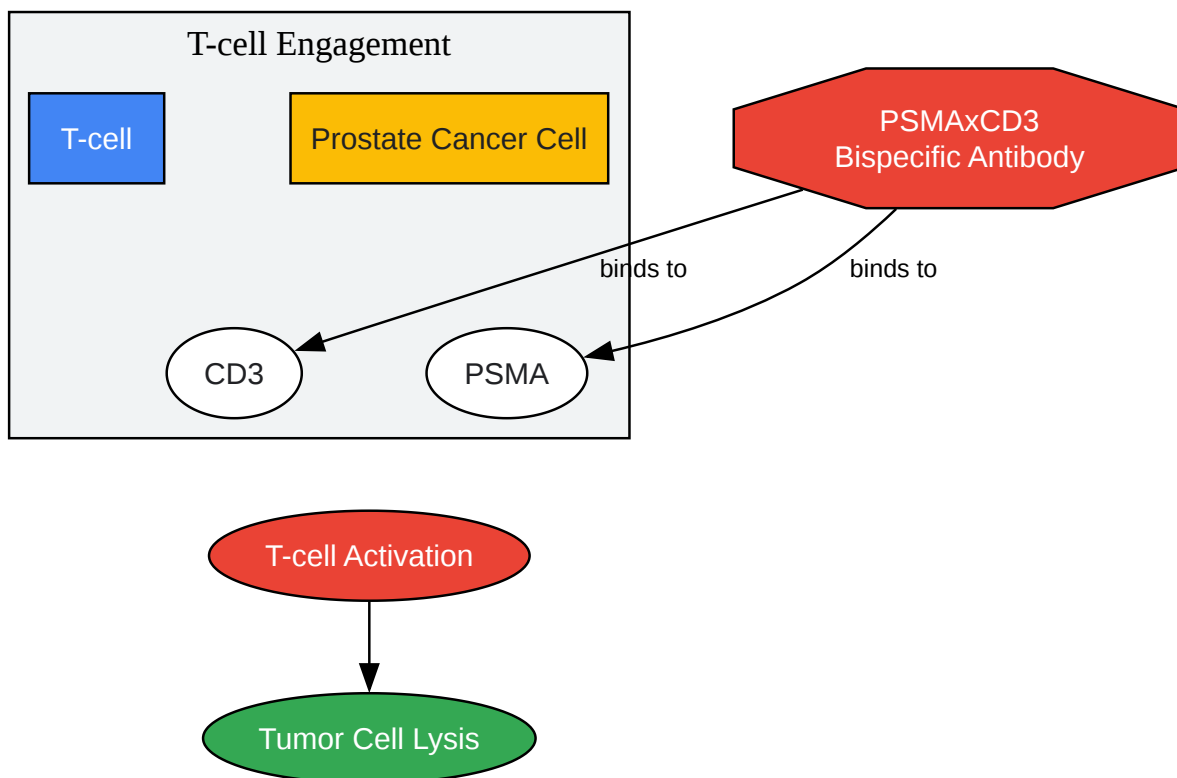 T-cell Engagement
T-cell
Prostate Cancer Cell
PSMAxCD3
Bispecific Antibody
binds to
binds to
CD3
PSMA
T-cell Activation
Tumor Cell Lysis